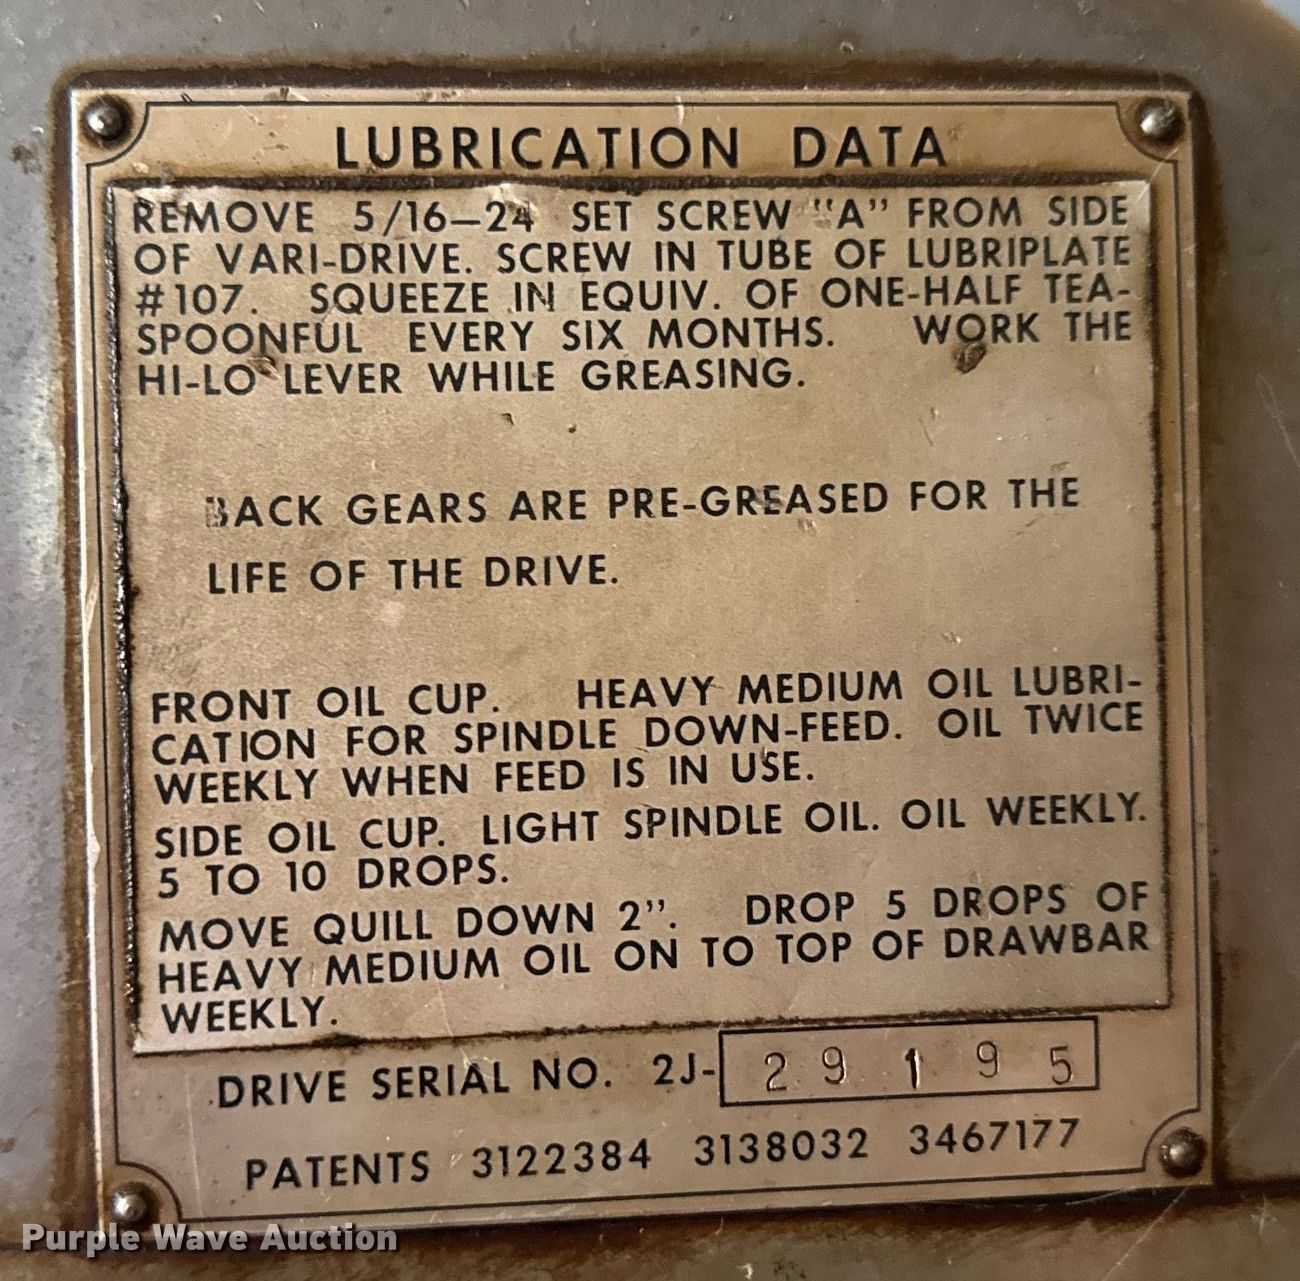 LUBRICATION DATA
REMOVE 5/16-24 SET SCREW "A" FROM SIDE
OF VARI-DRIVE. SCREW IN TUBE OF LUBRIPLATE
#107. SQUEEZE IN EQUIV. OF ONE-HALF TEA-
SPOONFUL EVERY SIX MONTHS. WORK THE
HI-LO LEVER WHILE GREASING.
BACK GEARS ARE PRE-GREASED FOR THE
LIFE OF THE DRIVE.
FRONT OIL CUP. HEAVY MEDIUM OIL LUBRI-
CATION FOR SPINDLE DOWN-FEED. OIL TWICE
WEEKLY WHEN FEED IS IN USE.
SIDE OIL CUP. LIGHT SPINDLE OIL. OIL WEEKLY.
5 TO 10 DROPS.
MOVE QUILL DOWN 2". DROP 5 DROPS OF
HEAVY MEDIUM OIL ON TO TOP OF DRAWBAR
WEEKLY.
DRIVE SERIAL NO. 2J-29195
PATENTS 3122384 3138032 3467177
Purple Wave Auction